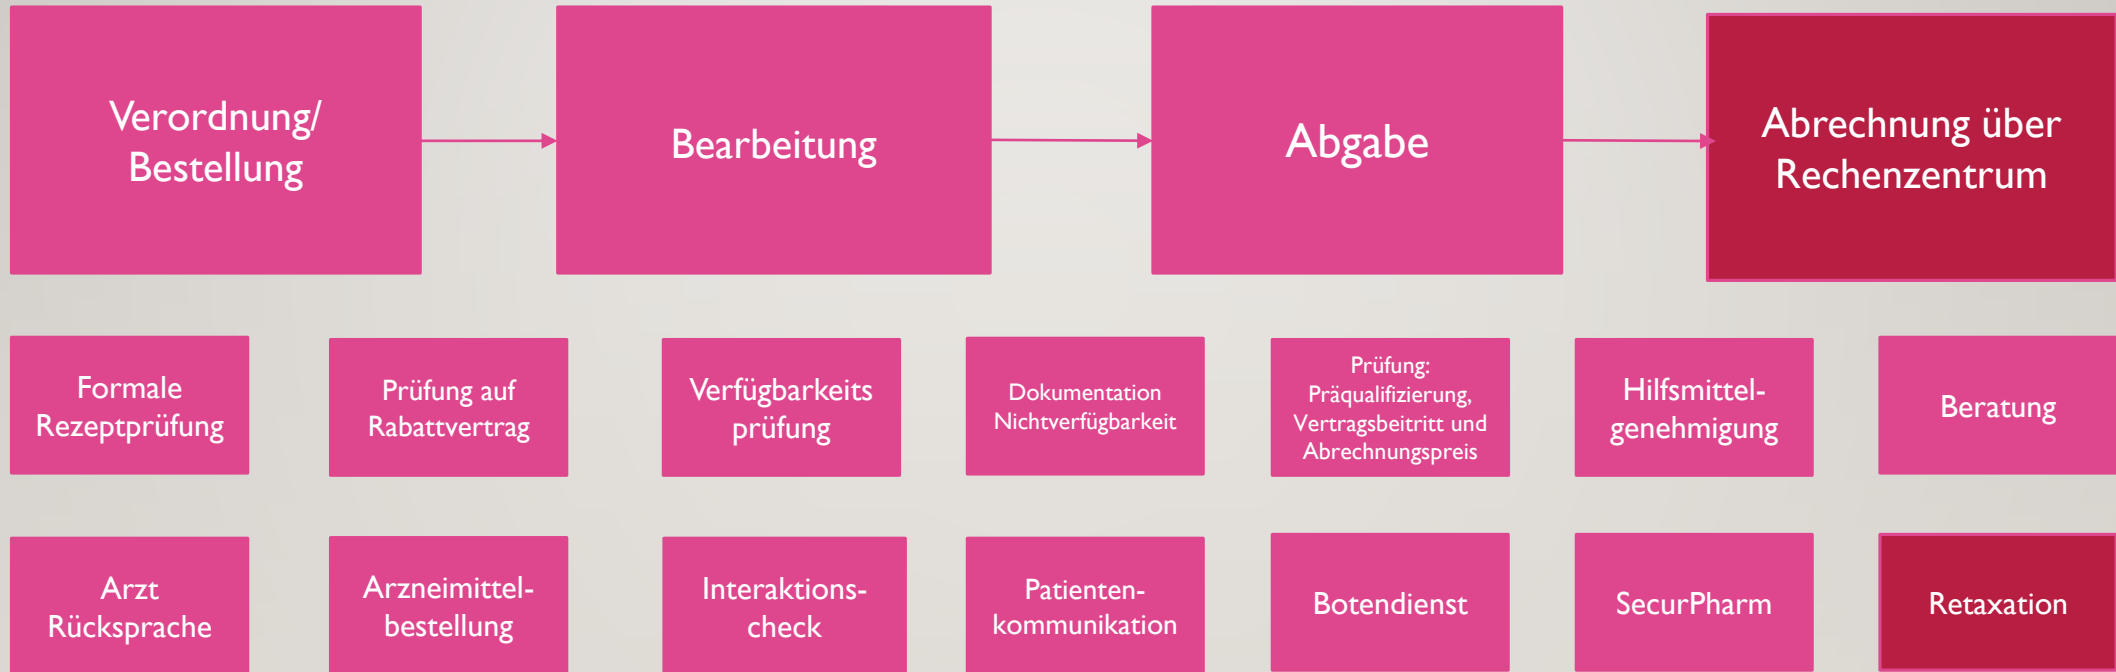 Verordnung/
Bestellung
Bearbeitung
Abgabe
Abrechnung über
Rechenzentrum
Formale
Rezeptprüfung
Prüfung auf
Rabattvertrag
Verfügbarkeits
prüfung
Dokumentation
Nichtverfügbarkeit
Prüfung:
Präqualifizierung,
Vertragsbeitritt und
Abrechnungspreis
Hilfsmittel-
genehmigung
Beratung
Arzt
Rücksprache
Arzneimittel-
bestellung
Interaktions-
check
Patienten-
kommunikation
Botendienst
SecurPharm
Retaxation